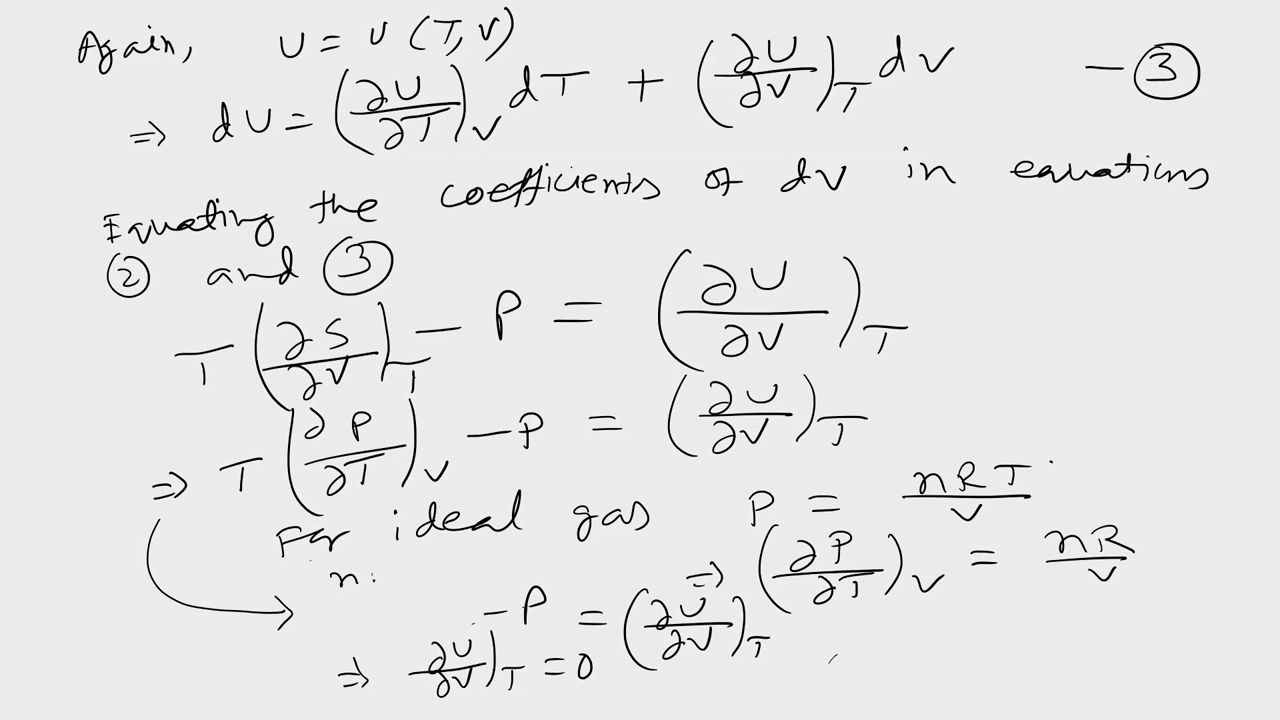 Again, U = U (T, V)
⇒ dU = (∂U/∂T)_V dT + (∂U/∂V)_T dV — ③
Equating the coefficients of dV in equations
② and ③
T (∂S/∂V)_T — P = (∂U/∂V)_T
⇒ T (∂P/∂T)_V — P = (∂U/∂V)_T
For ideal gas P = nRT/V
⇒ (∂P/∂T)_V = nR/V
n
- P = (∂U/∂V)_T
⇒ ∂U/∂V)_T = 0